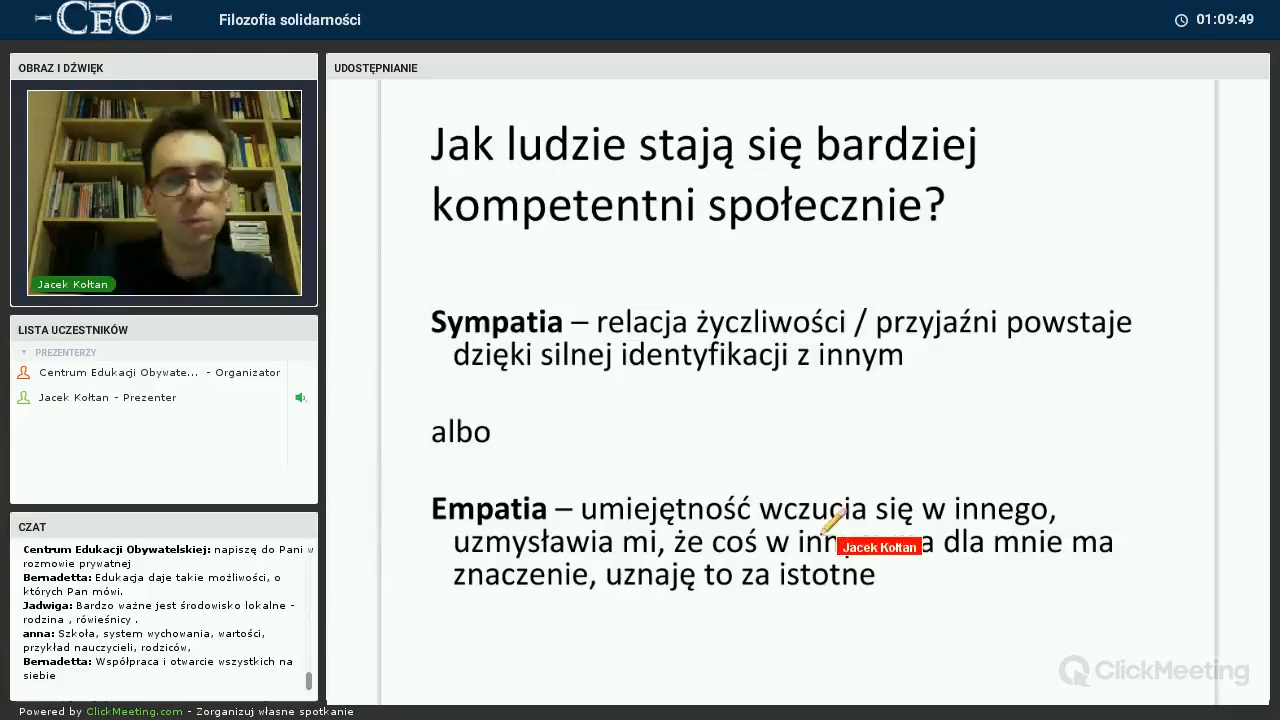 CEO
Filozofia solidarności
01:09:49
OBRAZ I DŹWIĘK
Jacek Kołtan
LISTA UCZESTNIKÓW
PREZENTERZY
Centrum Edukacji Obywate... - Organizator
Jacek Kołtan - Prezenter
CZAT
Centrum Edukacji Obywatelskiej: napiszę do Pani w
rozmowie prywatnej
Bernadetta: Edukacja daje takie możliwości, o
których Pan mówi.
Jadwiga: Bardzo ważne jest środowisko lokalne -
rodzina , rówieśnicy .
anna: Szkoła, system wychowania, wartości,
przykład nauczycieli, rodziców,
Bernadetta: Współpraca i otwarcie wszystkich na
siebie
UDOSTĘPNIANIE
Jak ludzie stają się bardziej
kompetentni społecznie?
Sympatia – relacja życzliwości / przyjaźni powstaje
dzięki silnej identyfikacji z innym
albo
Empatia – umiejętność wczucia się w innego,
uzmysławia mi, że coś w dla mnie ma
Jacek Kołtan
znaczenie, uznaję to za istotne
ClickMeeting
Powered by ClickMeeting.com - Zorganizuj własne spotkanie